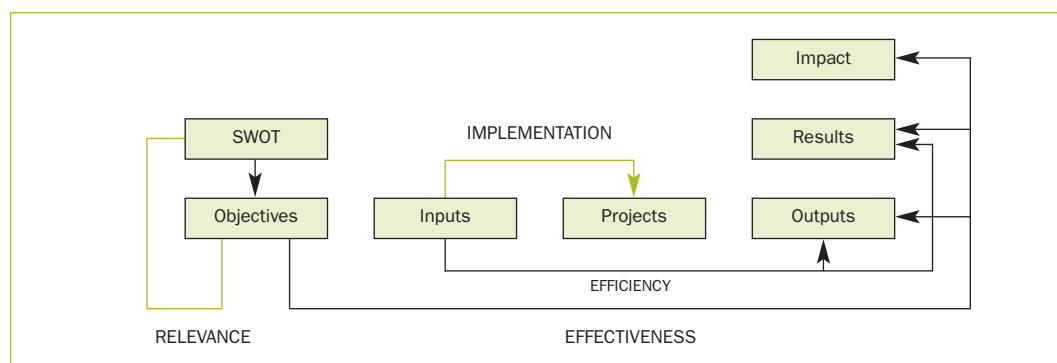 Impact
SWOT
IMPLEMENTATION
Results
Objectives
Inputs
Projects
Outputs
EFFICIENCY
RELEVANCE
EFFECTIVENESS